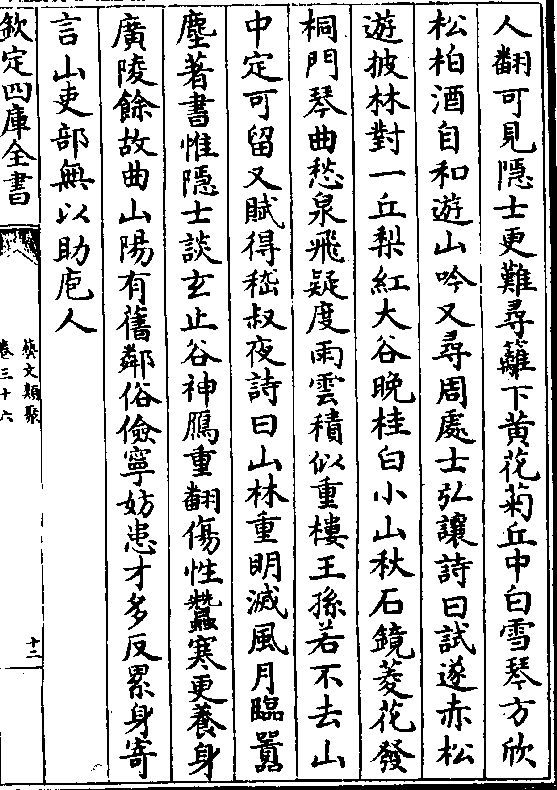 人翻可見隱士更難尋籬下黄花菊丘中白雪琴方欣
松柏酒自和遊山吟又尋周處士弘讓詩曰試遂赤松
遊披林對一丘梨紅大谷晚桂白小山秋石鏡菱花發
桐門琴曲愁泉飛疑度雨雲積似重樓王孫若不去山
中定可留又賦得嵇叔夜詩曰山林重明滅風月臨囂
塵著書惟隱士談玄止谷神鴈重翻傷性蠶寒更養身
廣陵餘故曲山陽有舊鄰俗儉寧妨患才多反累身寄
言山吏部無以助庖人
欽定四庫全書
藝文類聚
卷三十六
十二